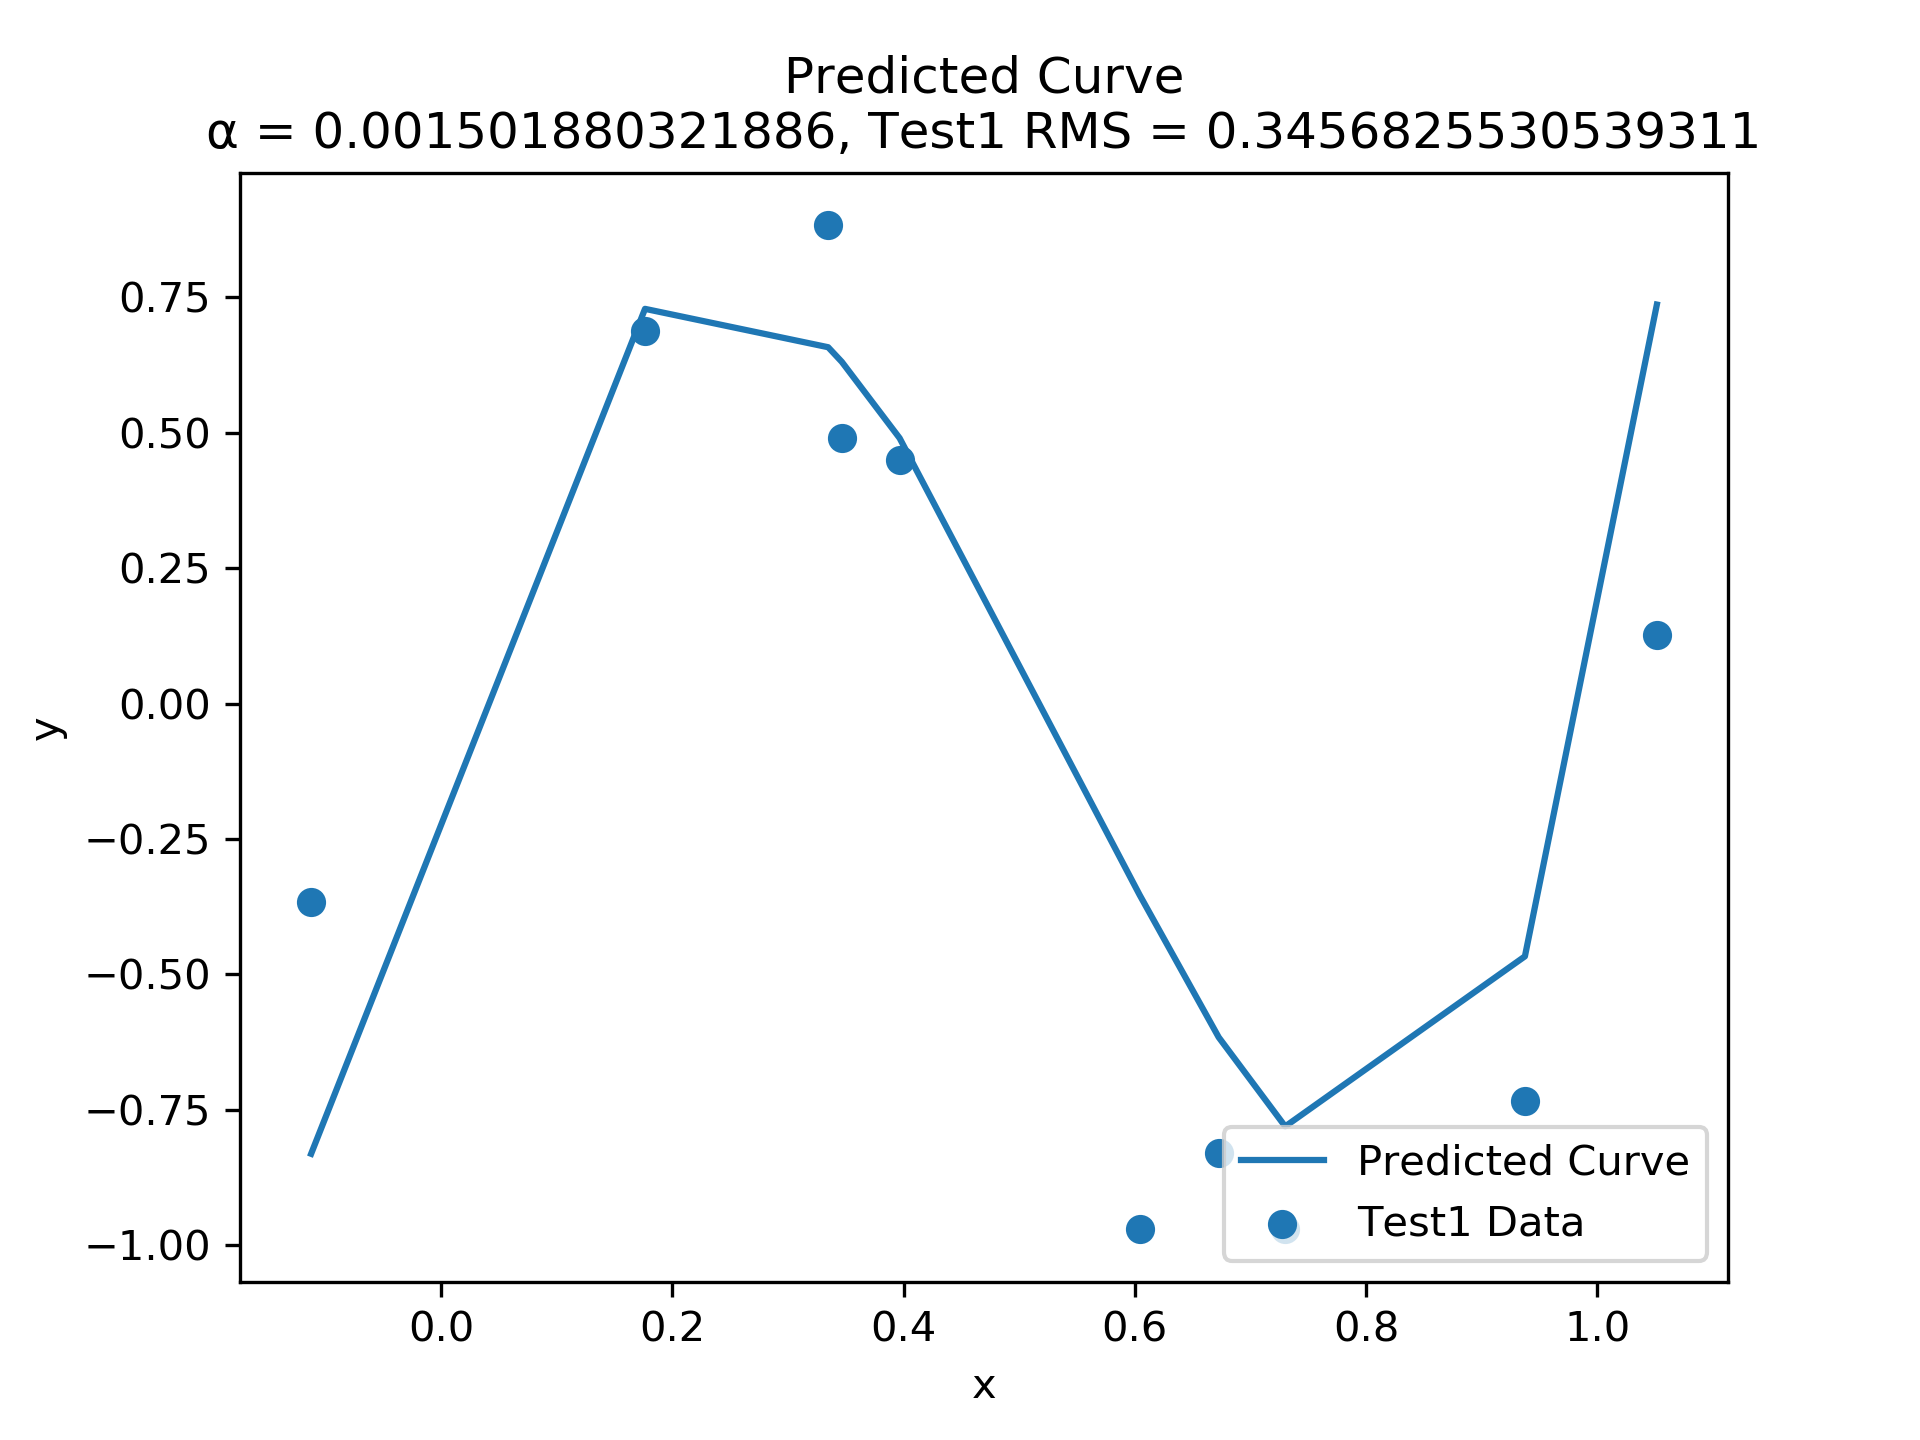 Predicted Curve
α = 0.001501880321886, Test1 RMS = 0.3456825530539311
0.75
0.50
0.25
0.00
−0.25
−0.50
−0.75
−1.00
y
Predicted Curve
Test1 Data
0.0 0.2 0.4 0.6 0.8 1.0
x